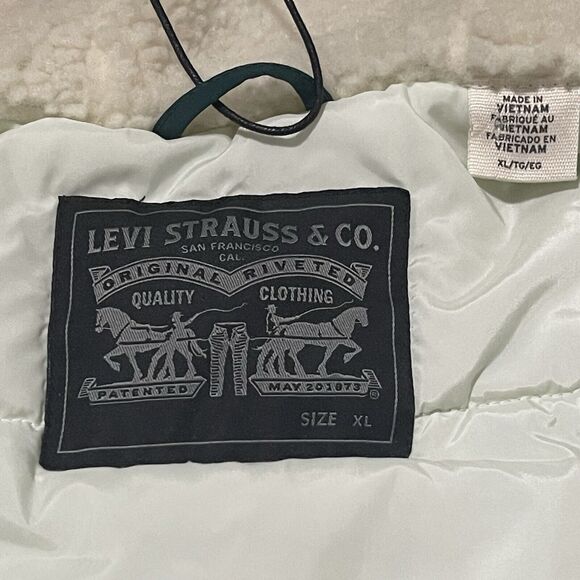 MADE IN
VIETNAM
FABRIQUÉ AU
VIETNAM
FABRICADO EN
VIETNAM
XL/TG/EG
LEVI STRAUSS & CO.
SAN FRANCISCO
CAL.
ORIGINAL RIVETED
QUALITY CLOTHING
PATENTED MAY 20 1873 ®
SIZE XL